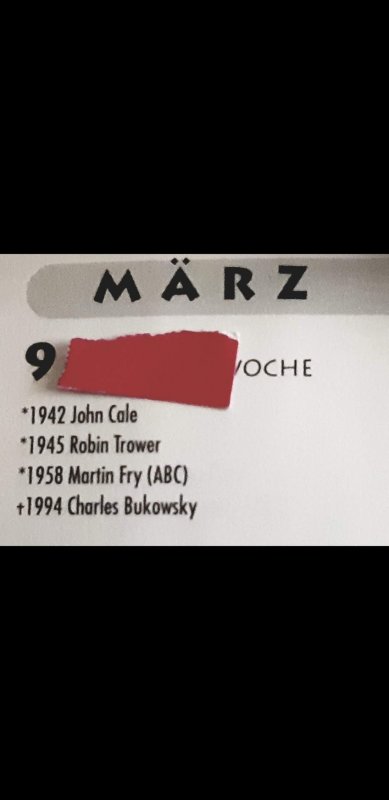 MÄRZ
9 OCHE
*1942 John Cale
*1945 Robin Trower
*1958 Martin Fry (ABC)
†1994 Charles Bukowsky